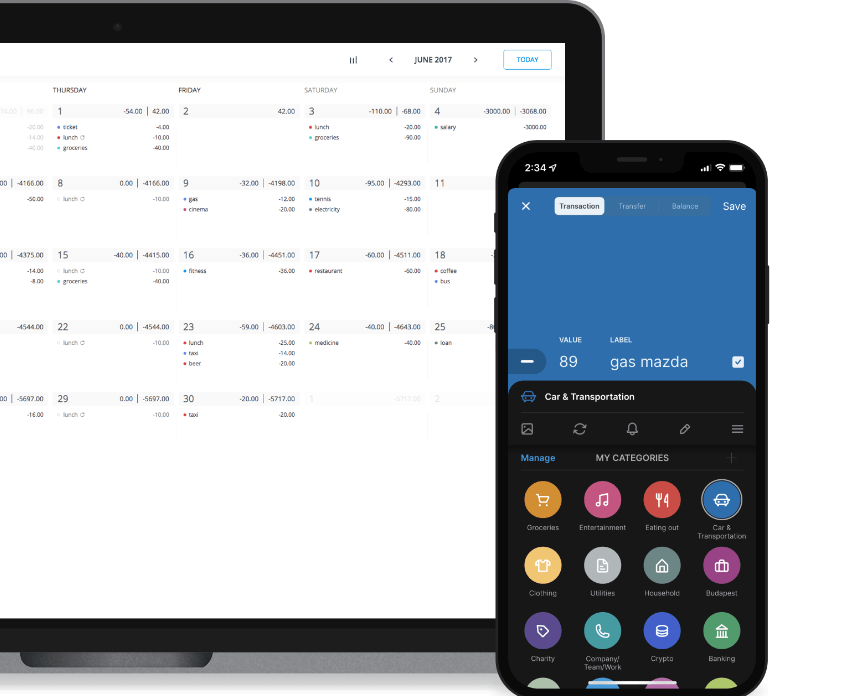 JUNE 2017
TODAY
THURSDAY FRIDAY SATURDAY SUNDAY
1 -54.00 | 42.00 2 42.00 3 -110.00 | -68.00 4 -3000.00 | -3068.00
-20.00 ticket -4.00 lunch -20.00 salary -3000.00
-14.00 lunch -10.00 groceries -90.00
-40.00 groceries -40.00
00 | -4166.00 8 0.00 | -4166.00 9 -32.00 | -4198.00 10 -95.00 | -4293.00 11
-50.00 lunch -10.00 gas -12.00 tennis -15.00
cinema -20.00 electricity -80.00
00 | -4375.00 15 -40.00 | -4415.00 16 -36.00 | -4451.00 17 -60.00 | -4511.00 18
-14.00 lunch -10.00 fitness -36.00 restaurant -60.00 coffee
-8.00 groceries -40.00 bus
-4544.00 22 0.00 | -4544.00 23 -59.00 | -4603.00 24 -40.00 | -4643.00 25
lunch -10.00 lunch -25.00 medicine -40.00 loan
taxi -14.00
beer -20.00
00 | -5697.00 29 0.00 | -5697.00 30 -20.00 | -5717.00 1 -5717.00 2
-16.00 lunch -10.00 taxi -20.00
2:34
Transaction Transfer Balance Save
VALUE LABEL
89 gas mazda
Car & Transportation
Manage MY CATEGORIES
Groceries Entertainment Eating out Car &
Transportation
Clothing Utilities Household Budapest
Charity Company/ Crypto Banking
Team/Work